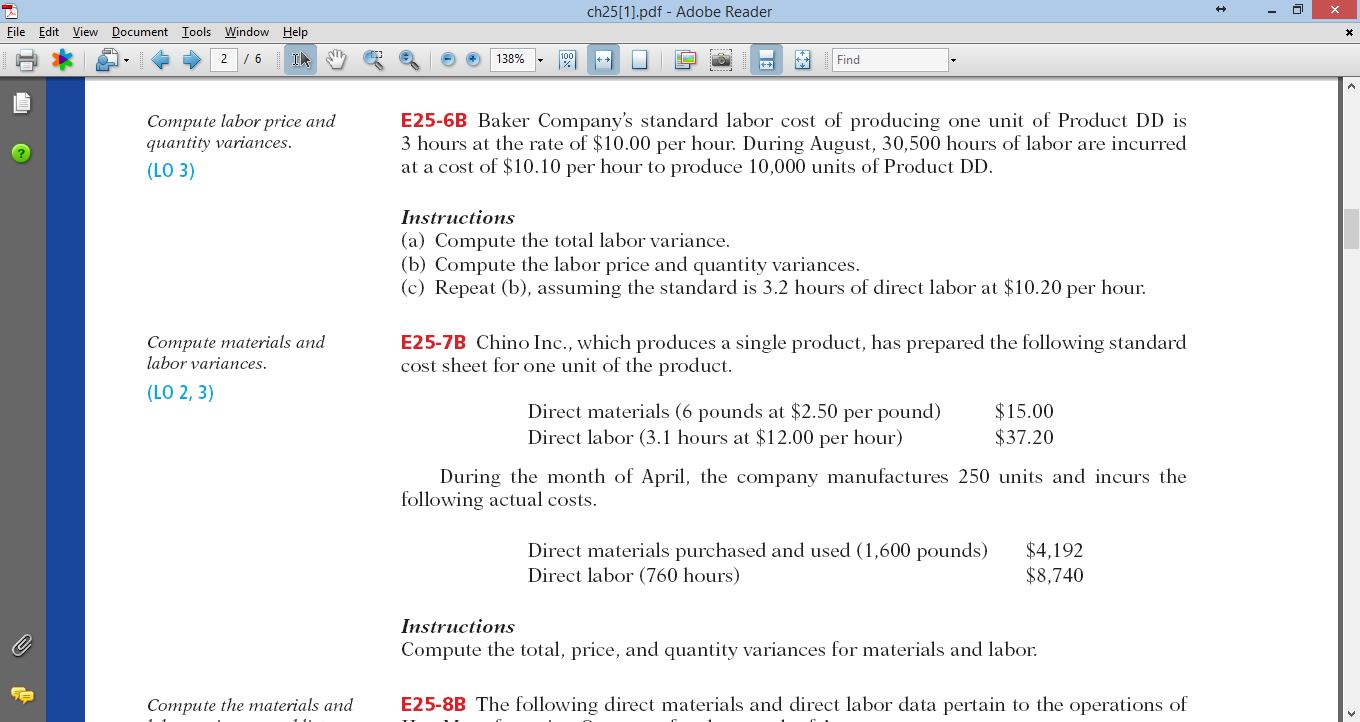 ch25[1].pdf - Adobe Reader
File Edit View Document Tools Window Help
2 / 6 138% Find
Compute labor price and
quantity variances.
(LO 3)
E25-6B Baker Company's standard labor cost of producing one unit of Product DD is
3 hours at the rate of $10.00 per hour. During August, 30,500 hours of labor are incurred
at a cost of $10.10 per hour to produce 10,000 units of Product DD.
Instructions
(a) Compute the total labor variance.
(b) Compute the labor price and quantity variances.
(c) Repeat (b), assuming the standard is 3.2 hours of direct labor at $10.20 per hour.
Compute materials and
labor variances.
(LO 2, 3)
E25-7B Chino Inc., which produces a single product, has prepared the following standard
cost sheet for one unit of the product.
Direct materials (6 pounds at $2.50 per pound) $15.00
Direct labor (3.1 hours at $12.00 per hour) $37.20
During the month of April, the company manufactures 250 units and incurs the
following actual costs.
Direct materials purchased and used (1,600 pounds) $4,192
Direct labor (760 hours) $8,740
Instructions
Compute the total, price, and quantity variances for materials and labor.
Compute the materials and
E25-8B The following direct materials and direct labor data pertain to the operations of